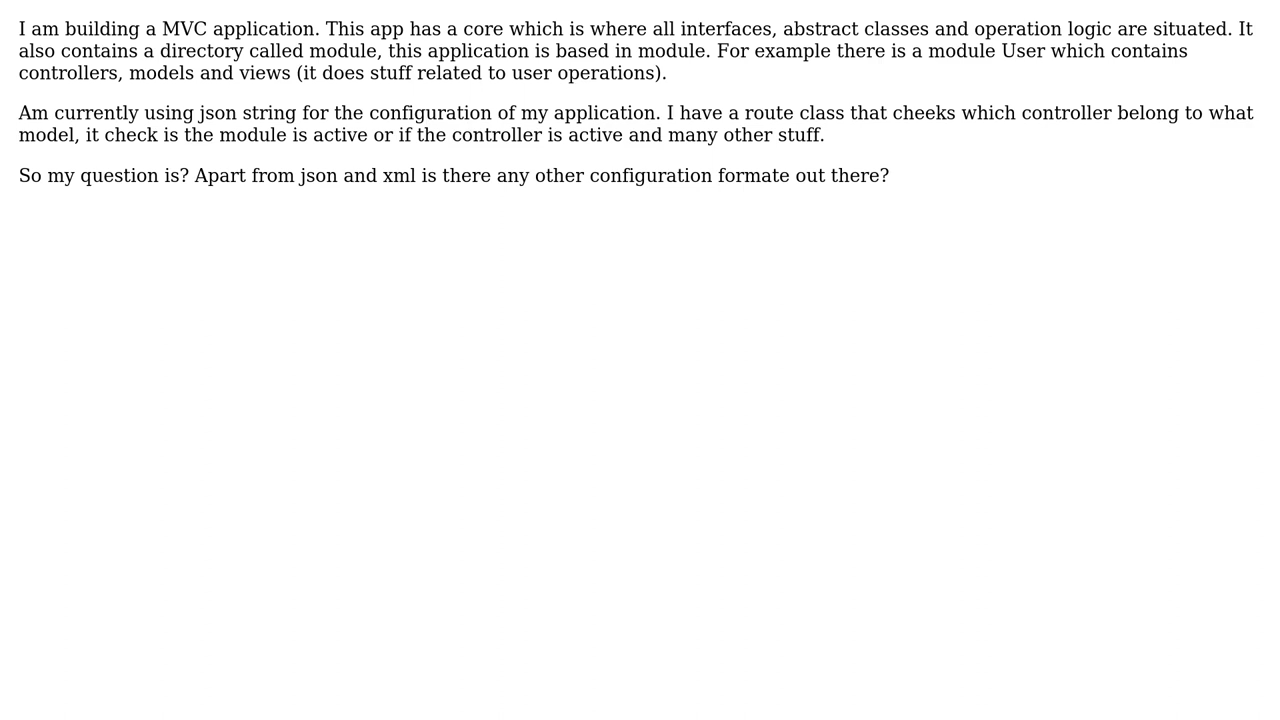 I am building a MVC application. This app has a core which is where all interfaces, abstract classes and operation logic are situated. It
also contains a directory called module, this application is based in module. For example there is a module User which contains
controllers, models and views (it does stuff related to user operations).
Am currently using json string for the configuration of my application. I have a route class that cheeks which controller belong to what
model, it check is the module is active or if the controller is active and many other stuff.
So my question is? Apart from json and xml is there any other configuration formate out there?